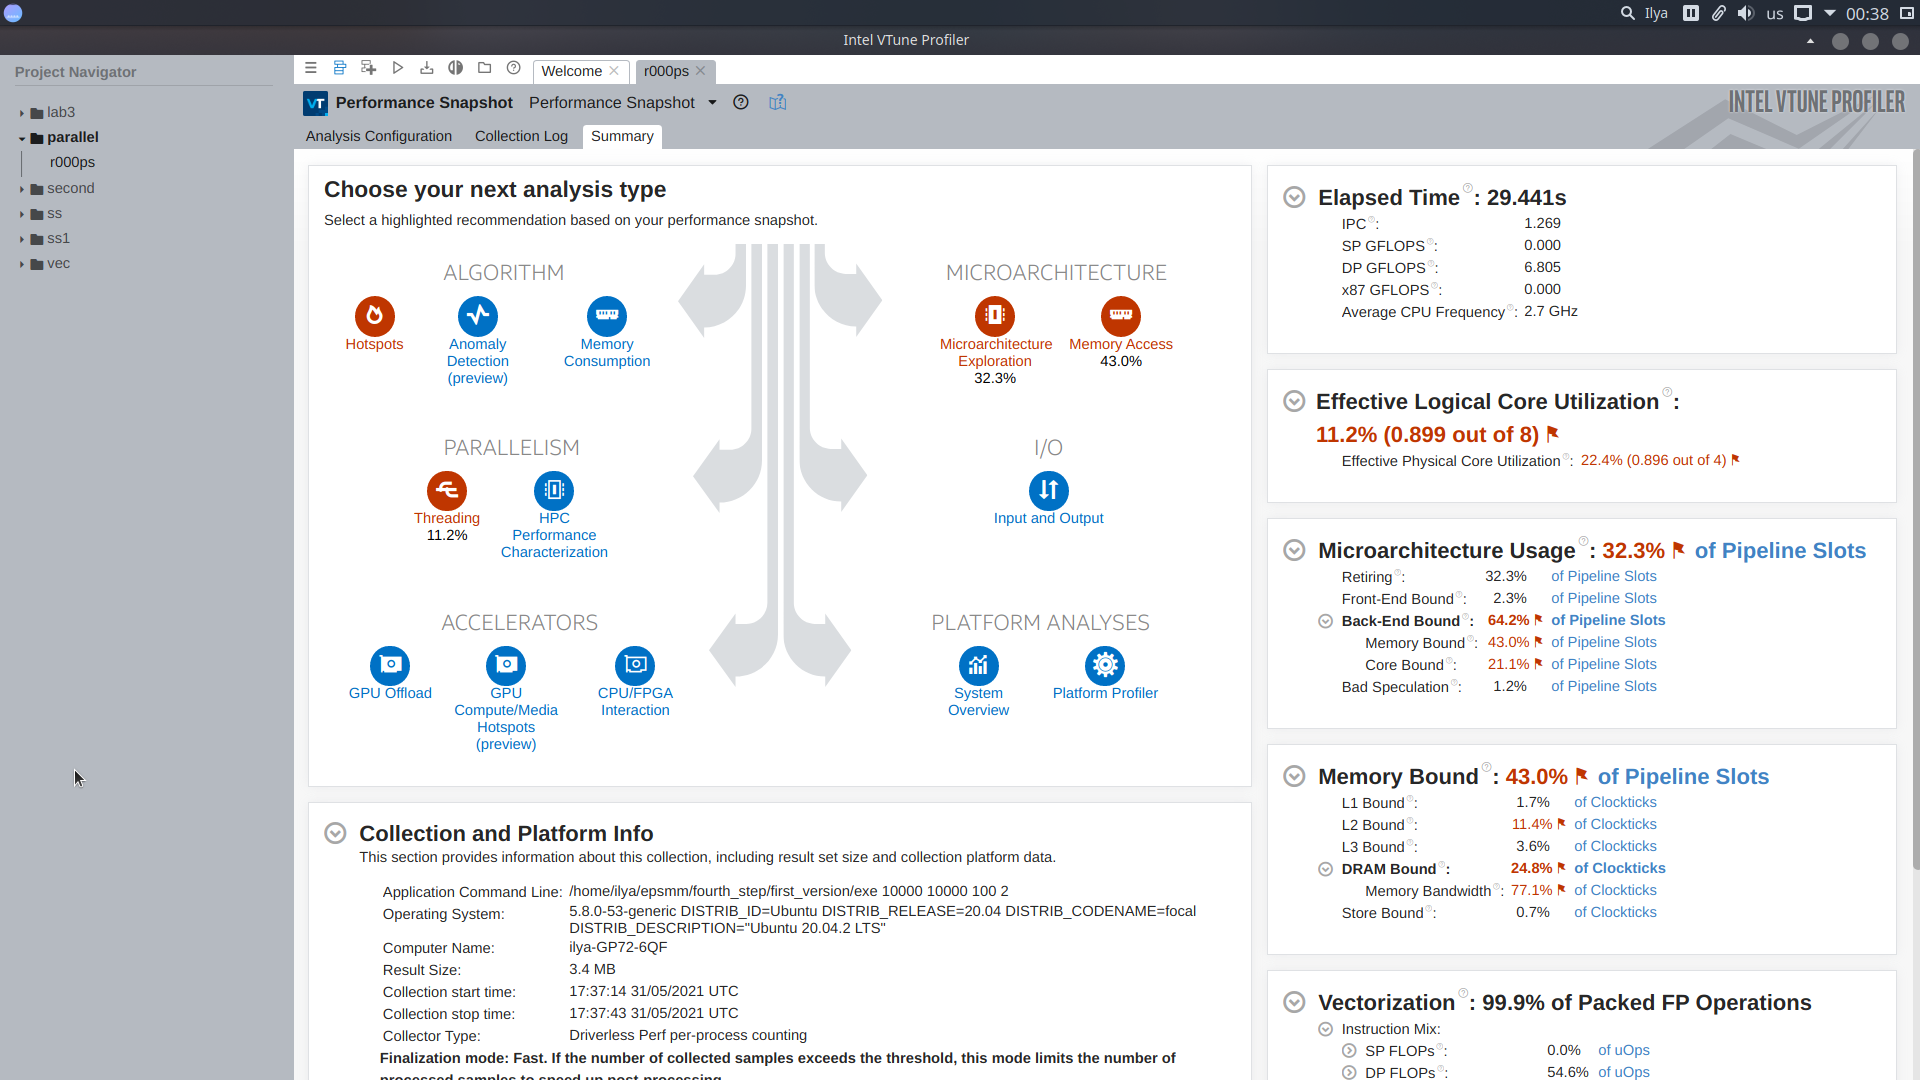 Ilya us 00:38
Intel VTune Profiler
Project Navigator
lab3
parallel
r000ps
second
ss
ss1
vec
Welcome
r000ps
VT Performance Snapshot Performance Snapshot
INTEL VTUNE PROFILER
Analysis Configuration Collection Log Summary
Choose your next analysis type
Select a highlighted recommendation based on your performance snapshot.
ALGORITHM
Hotspots
Anomaly
Detection
(preview)
Memory
Consumption
MICROARCHITECTURE
Microarchitecture
Exploration
32.3%
Memory Access
43.0%
PARALLELISM
Threading
11.2%
HPC
Performance
Characterization
I/O
Input and Output
ACCELERATORS
GPU Offload
GPU
Compute/Media
Hotspots
(preview)
CPU/FPGA
Interaction
PLATFORM ANALYSES
System
Overview
Platform Profiler
Collection and Platform Info
This section provides information about this collection, including result set size and collection platform data.
Application Command Line: /home/ilya/epsmm/fourth_step/first_version/exe 10000 10000 100 2
Operating System: 5.8.0-53-generic DISTRIB_ID=Ubuntu DISTRIB_RELEASE=20.04 DISTRIB_CODENAME=focal
DISTRIB_DESCRIPTION="Ubuntu 20.04.2 LTS"
Computer Name: ilya-GP72-6QF
Result Size: 3.4 MB
Collection start time: 17:37:14 31/05/2021 UTC
Collection stop time: 17:37:43 31/05/2021 UTC
Collector Type: Driverless Perf per-process counting
Finalization mode: Fast. If the number of collected samples exceeds the threshold, this mode limits the number of
processed samples to speed up post-processing.
Elapsed Time: 29.441s
IPC: 1.269
SP GFLOPS: 0.000
DP GFLOPS: 6.805
x87 GFLOPS: 0.000
Average CPU Frequency: 2.7 GHz
Effective Logical Core Utilization:
11.2% (0.899 out of 8)
Effective Physical Core Utilization: 22.4% (0.896 out of 4)
Microarchitecture Usage: 32.3% of Pipeline Slots
Retiring: 32.3% of Pipeline Slots
Front-End Bound: 2.3% of Pipeline Slots
Back-End Bound: 64.2% of Pipeline Slots
Memory Bound: 43.0% of Pipeline Slots
Core Bound: 21.1% of Pipeline Slots
Bad Speculation: 1.2% of Pipeline Slots
Memory Bound: 43.0% of Pipeline Slots
L1 Bound: 1.7% of Clockticks
L2 Bound: 11.4% of Clockticks
L3 Bound: 3.6% of Clockticks
DRAM Bound: 24.8% of Clockticks
Memory Bandwidth: 77.1% of Clockticks
Store Bound: 0.7% of Clockticks
Vectorization: 99.9% of Packed FP Operations
Instruction Mix:
SP FLOPs: 0.0% of uOps
DP FLOPs: 54.6% of uOps